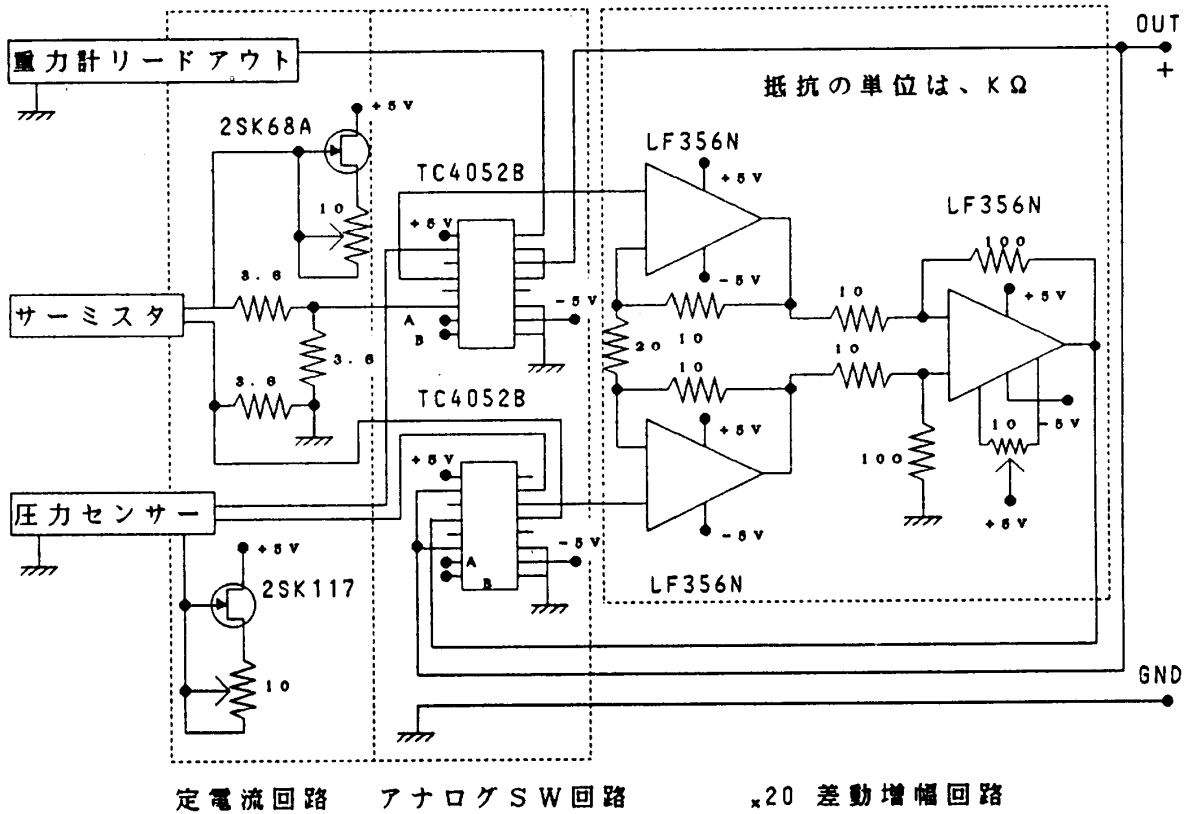 OUT
+
重力計リードアウト
抵抗の単位は、KΩ
+5V
2SK68A
LF356N
TC4052B
+5V
10
LF356N
+5V
100
3.6
-5V
10
-5V
+5V
サーミスタ
A
B
10
3.6
20
10
10
3.6
10
TC4052B
+5V
10
-5V
+5V
100
圧力センサー
-5V
-5V
+5V
A
B
+5V
2SK117
LF356N
10
GND
定電流回路
アナログSW回路
×20 差動増幅回路